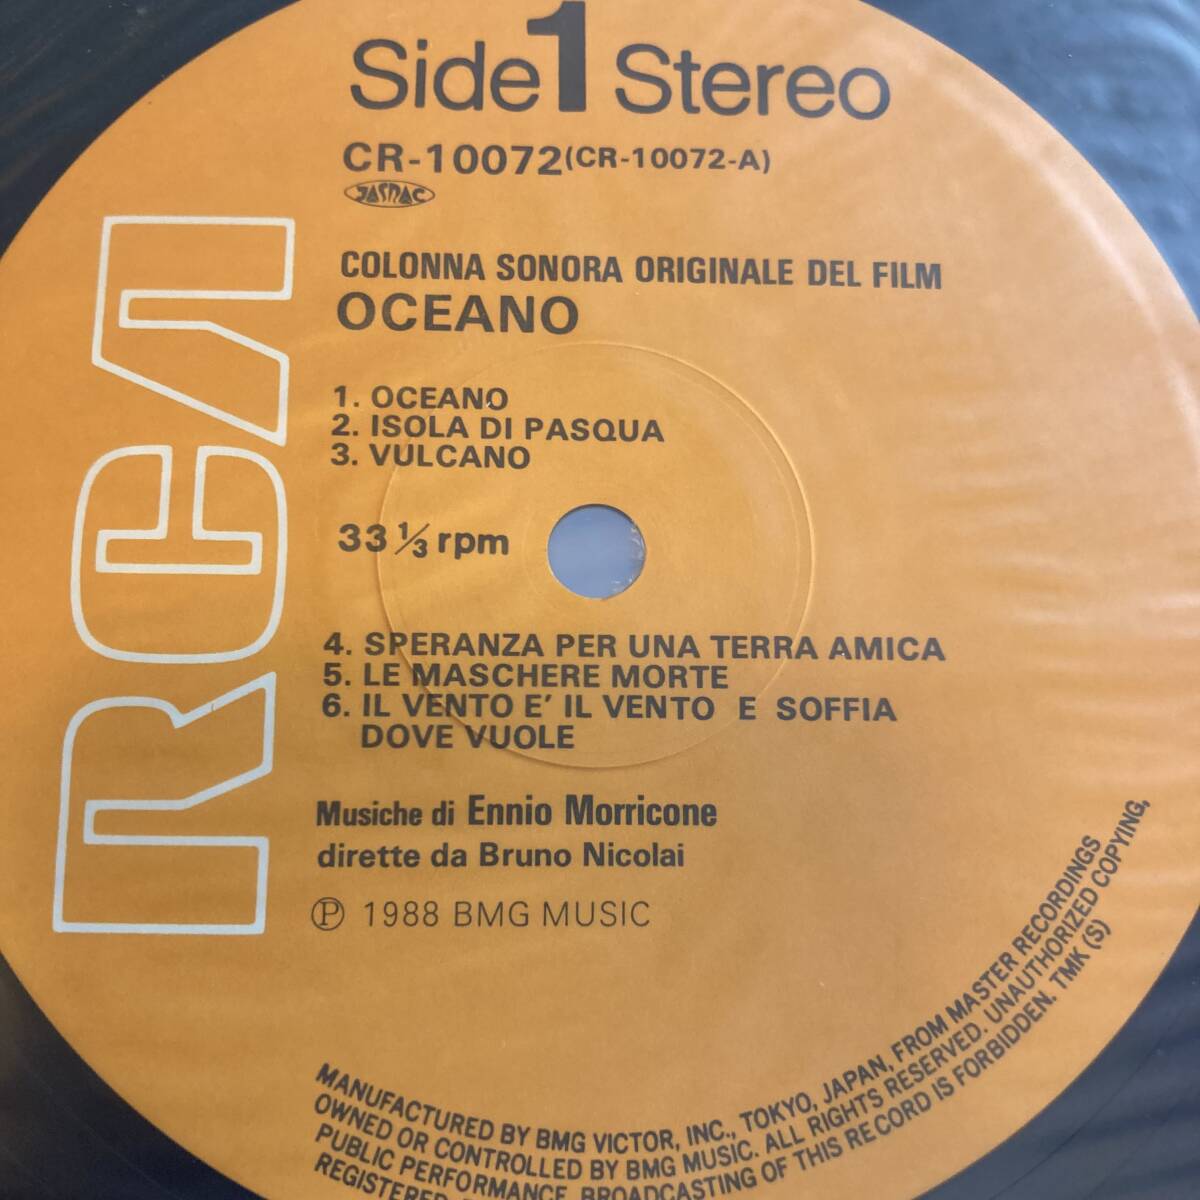 Side 1 Stereo
CR-10072(CR-10072-A)
JASRAC
RCA
COLONNA SONORA ORIGINALE DEL FILM
OCEANO
1. OCEANO
2. ISOLA DI PASQUA
3. VULCANO
33 1/3 rpm
4. SPERANZA PER UNA TERRA AMICA
5. LE MASCHERE MORTE
6. IL VENTO E' IL VENTO E SOFFIA
DOVE VUOLE
Musiche di Ennio Morricone
dirette da Bruno Nicolai
Ⓟ 1988 BMG MUSIC
MANUFACTURED BY BMG VICTOR, INC., TOKYO, JAPAN, FROM MASTER RECORDINGS
OWNED OR CONTROLLED BY BMG MUSIC. ALL RIGHTS RESERVED. UNAUTHORIZED COPYING,
PUBLIC PERFORMANCE, BROADCASTING OF THIS RECORD IS FORBIDDEN. TMK (S)
REGISTERED